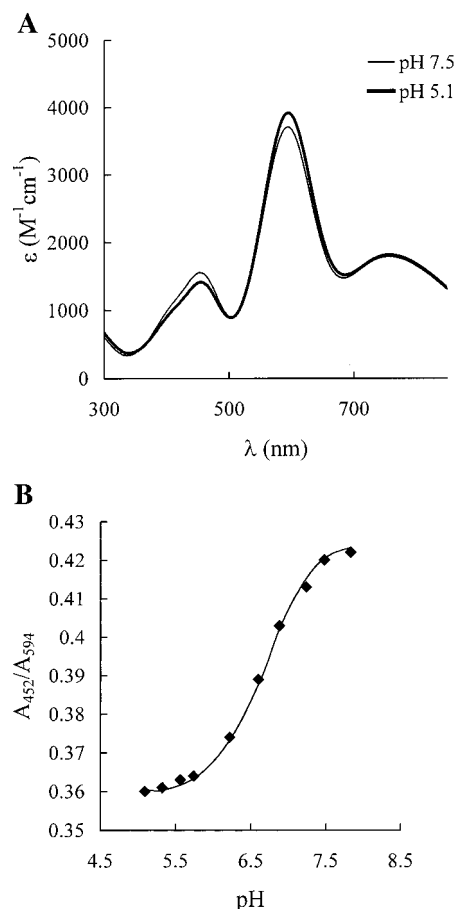 A
5000
4000
3000
2000
1000
0
300
500
700
ε (M⁻¹cm⁻¹)
λ (nm)
pH 7.5
pH 5.1
B
0.43
0.42
0.41
0.4
0.39
0.38
0.37
0.36
0.35
4.5
5.5
6.5
7.5
8.5
A₄₅₂/A₅₉₄
pH